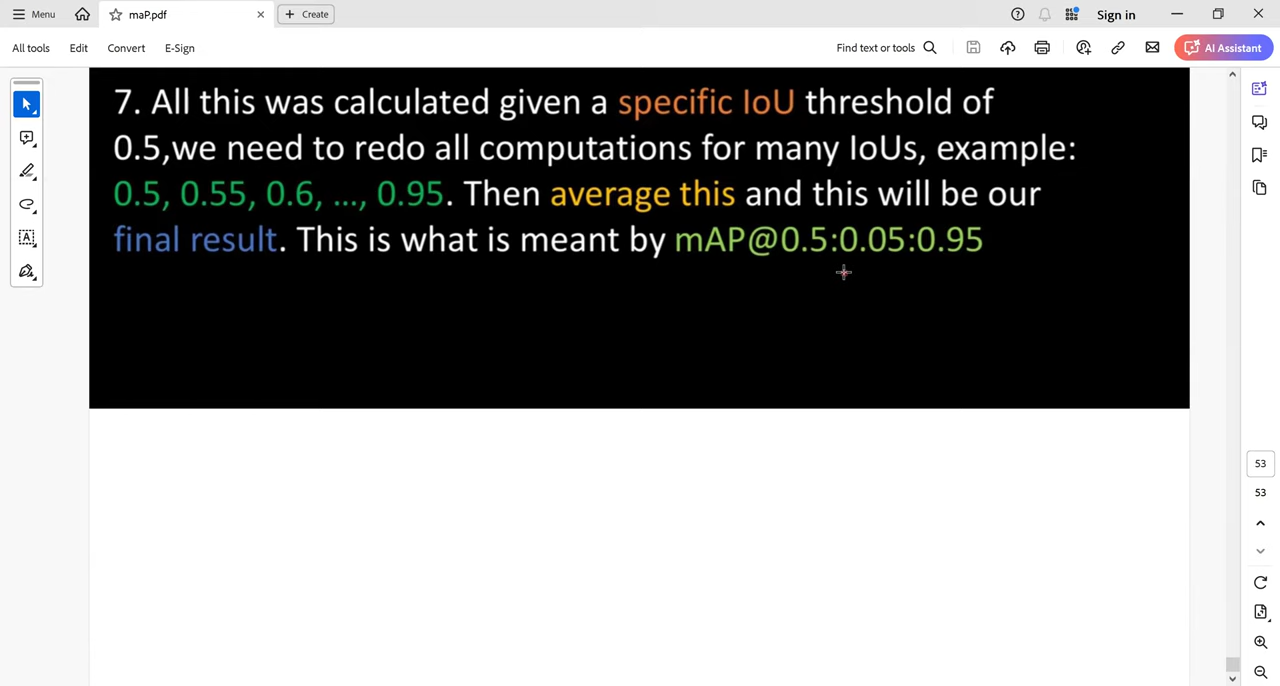 Menu
maP.pdf
Create
Sign in
All tools
Edit
Convert
E-Sign
Find text or tools
AI Assistant
7. All this was calculated given a specific IoU threshold of
0.5,we need to redo all computations for many IoUs, example:
0.5, 0.55, 0.6, ..., 0.95. Then average this and this will be our
final result. This is what is meant by mAP@0.5:0.05:0.95
53
53